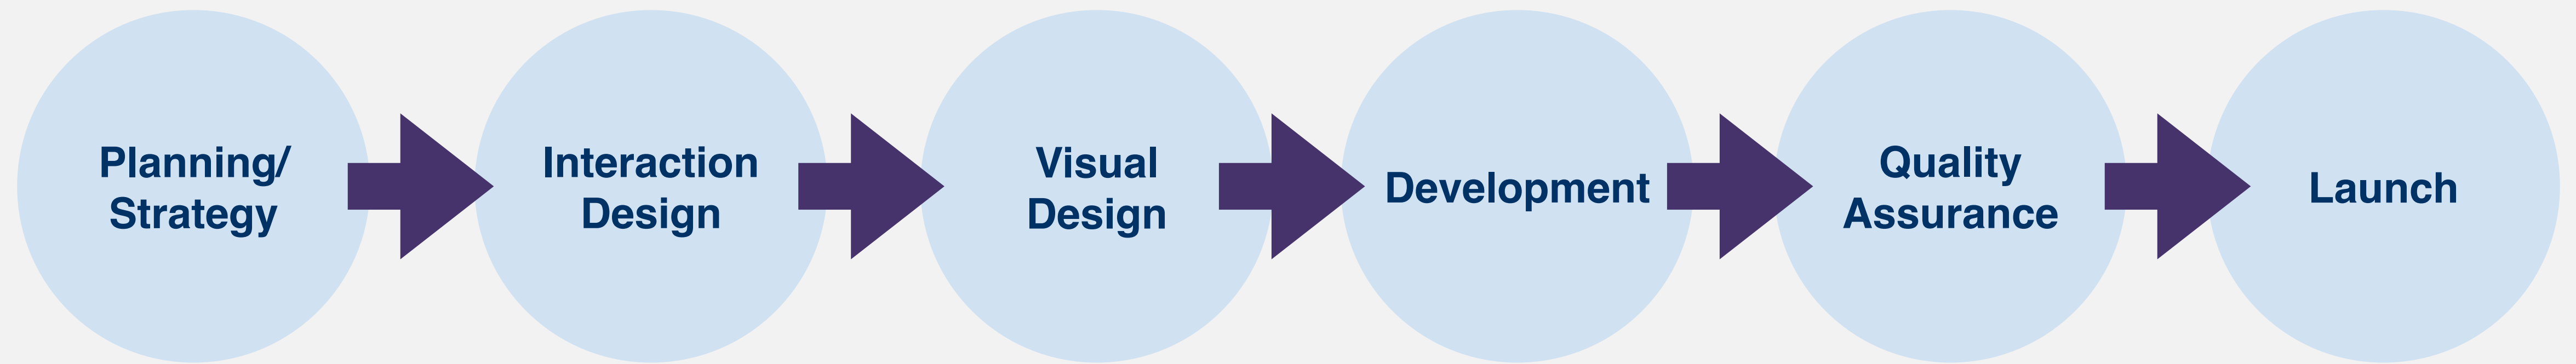 Planning/
Strategy
Interaction
Design
Visual
Design
Development
Quality
Assurance
Launch